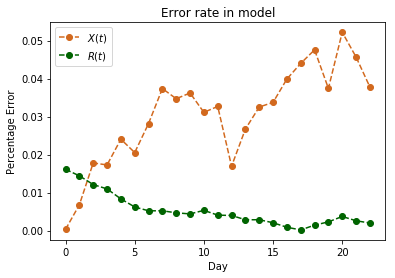 Error rate in model
X(t)
R(t)
Percentage Error
0.05
0.04
0.03
0.02
0.01
0.00
0 5 10 15 20
Day